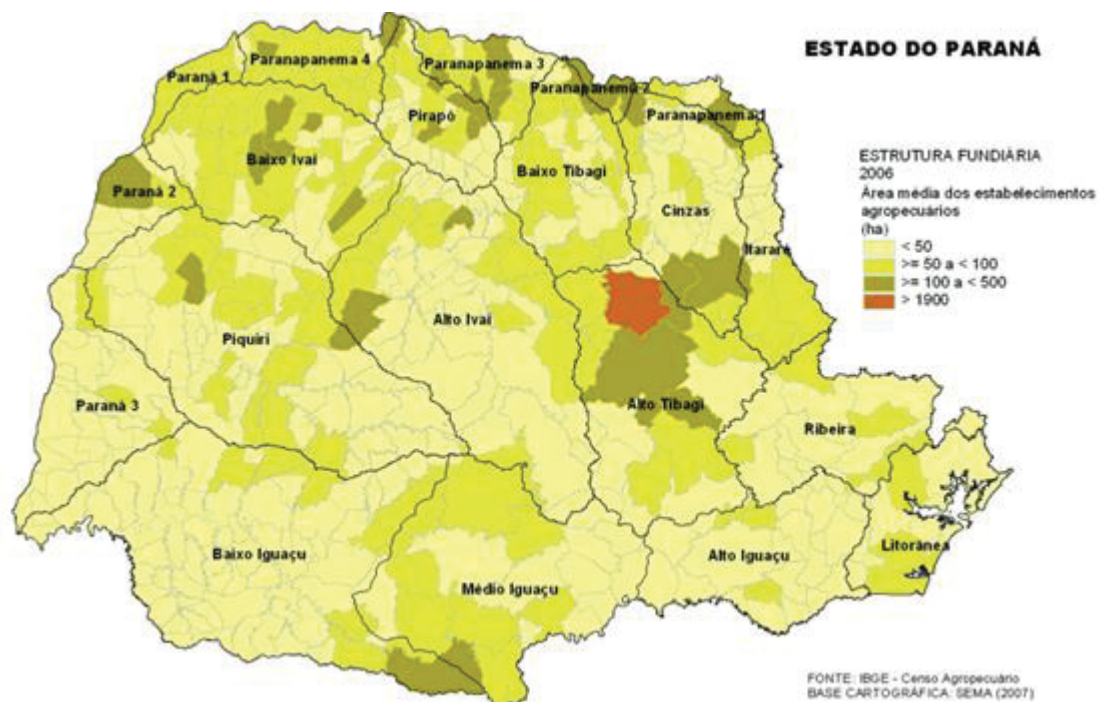 ESTADO DO PARANÁ
ESTRUTURA FUNDIÁRIA
2006
Área média dos estabelecimentos
agropecuários
(ha)
< 50
>= 50 a < 100
>= 100 a < 500
> 1900
Paranapanema 4
Paranapanema 3
Paraná 1
Paranapanema 2
Pirapó
Paranapanema 1
Baixo Ivaí
Baixo Tibagi
Paraná 2
Cinzas
Itararé
Alto Ivaí
Piquiri
Paraná 3
Alto Tibagi
Ribeira
Baixo Iguaçu
Alto Iguaçu
Litorânea
Médio Iguaçu
FONTE: IBGE - Censo Agropecuário
BASE CARTOGRÁFICA: SEMA (2007)